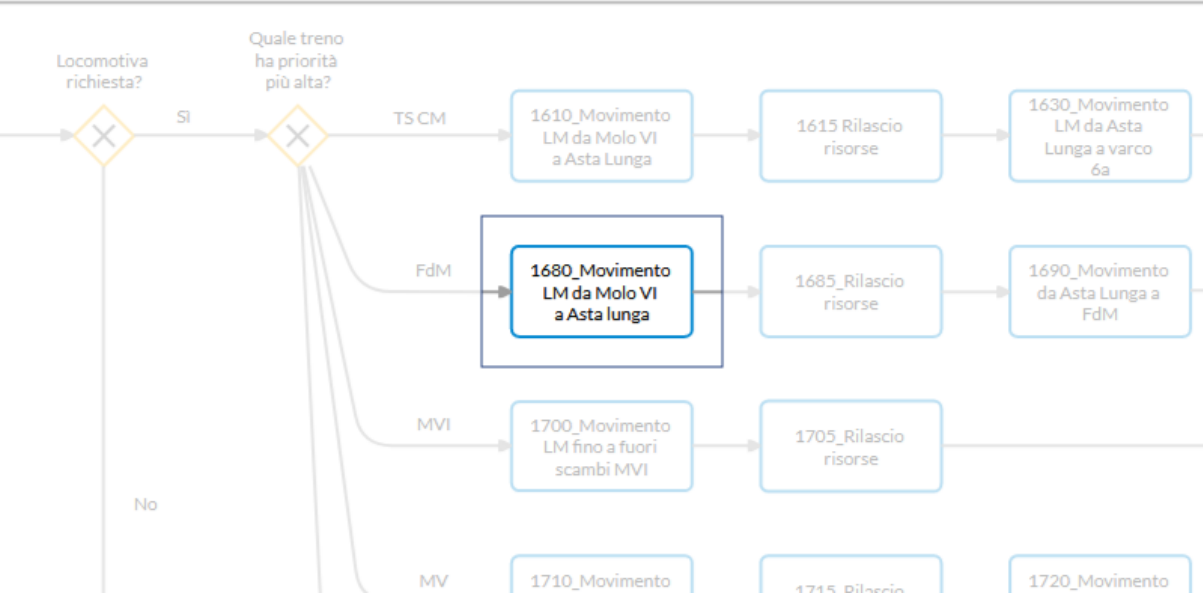 Locomotiva
richiesta?
Quale treno
ha priorità
più alta?
SI
TS CM
1610_Movimento
LM da Molo VI
a Asta Lunga
1615 Rilascio
risorse
1630_Movimento
LM da Asta
Lunga a varco
6a
FdM
1680_Movimento
LM da Molo VI
a Asta lunga
1685_Rilascio
risorse
1690_Movimento
da Asta Lunga a
FdM
MVI
1700_Movimento
LM fino a fuori
scambi MVI
1705_Rilascio
risorse
No
MV
1710_Movimento
1715_Rilascio
1720_Movimento